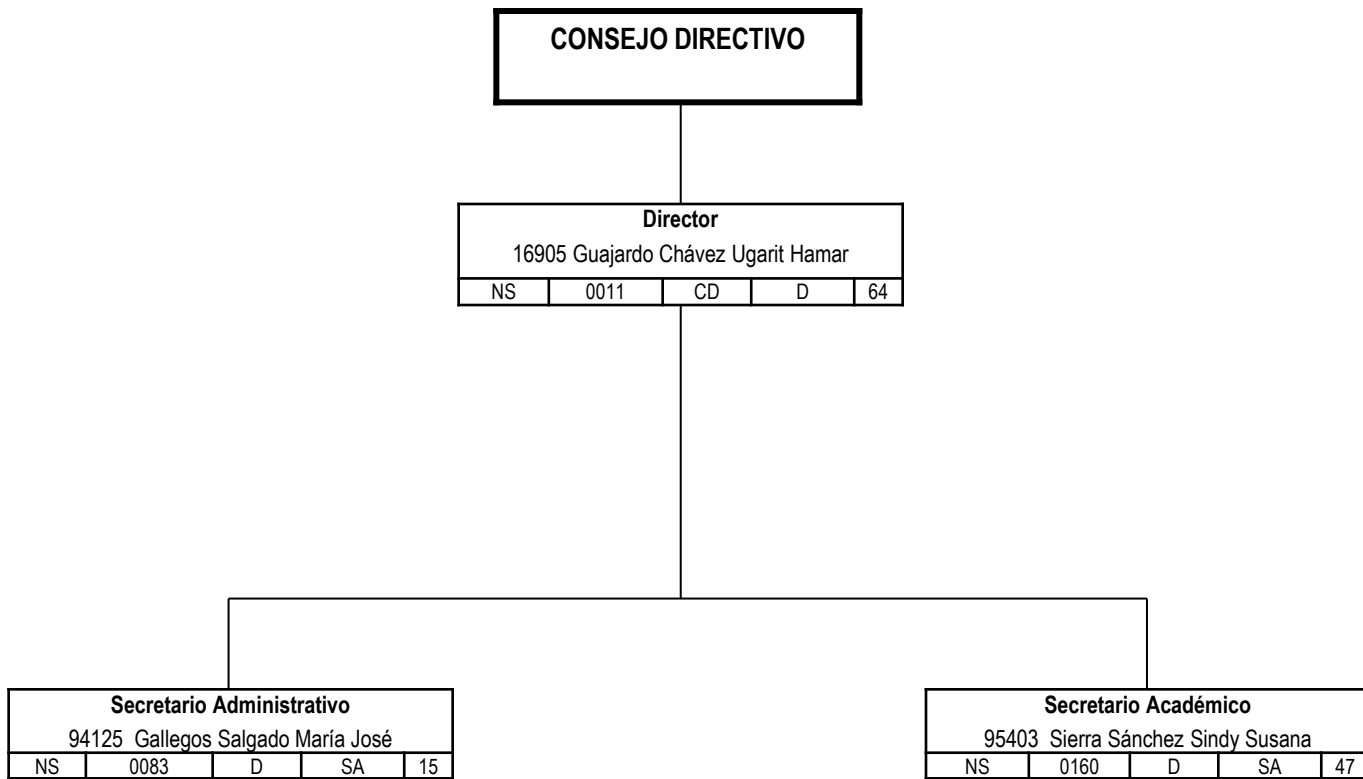 CONSEJO DIRECTIVO
Director
16905 Guajardo Chávez Ugarit Hamar
NS 0011 CD D 64
Secretario Administrativo
94125 Gallegos Salgado María José
NS 0083 D SA 15
Secretario Académico
95403 Sierra Sánchez Sindy Susana
NS 0160 D SA 47